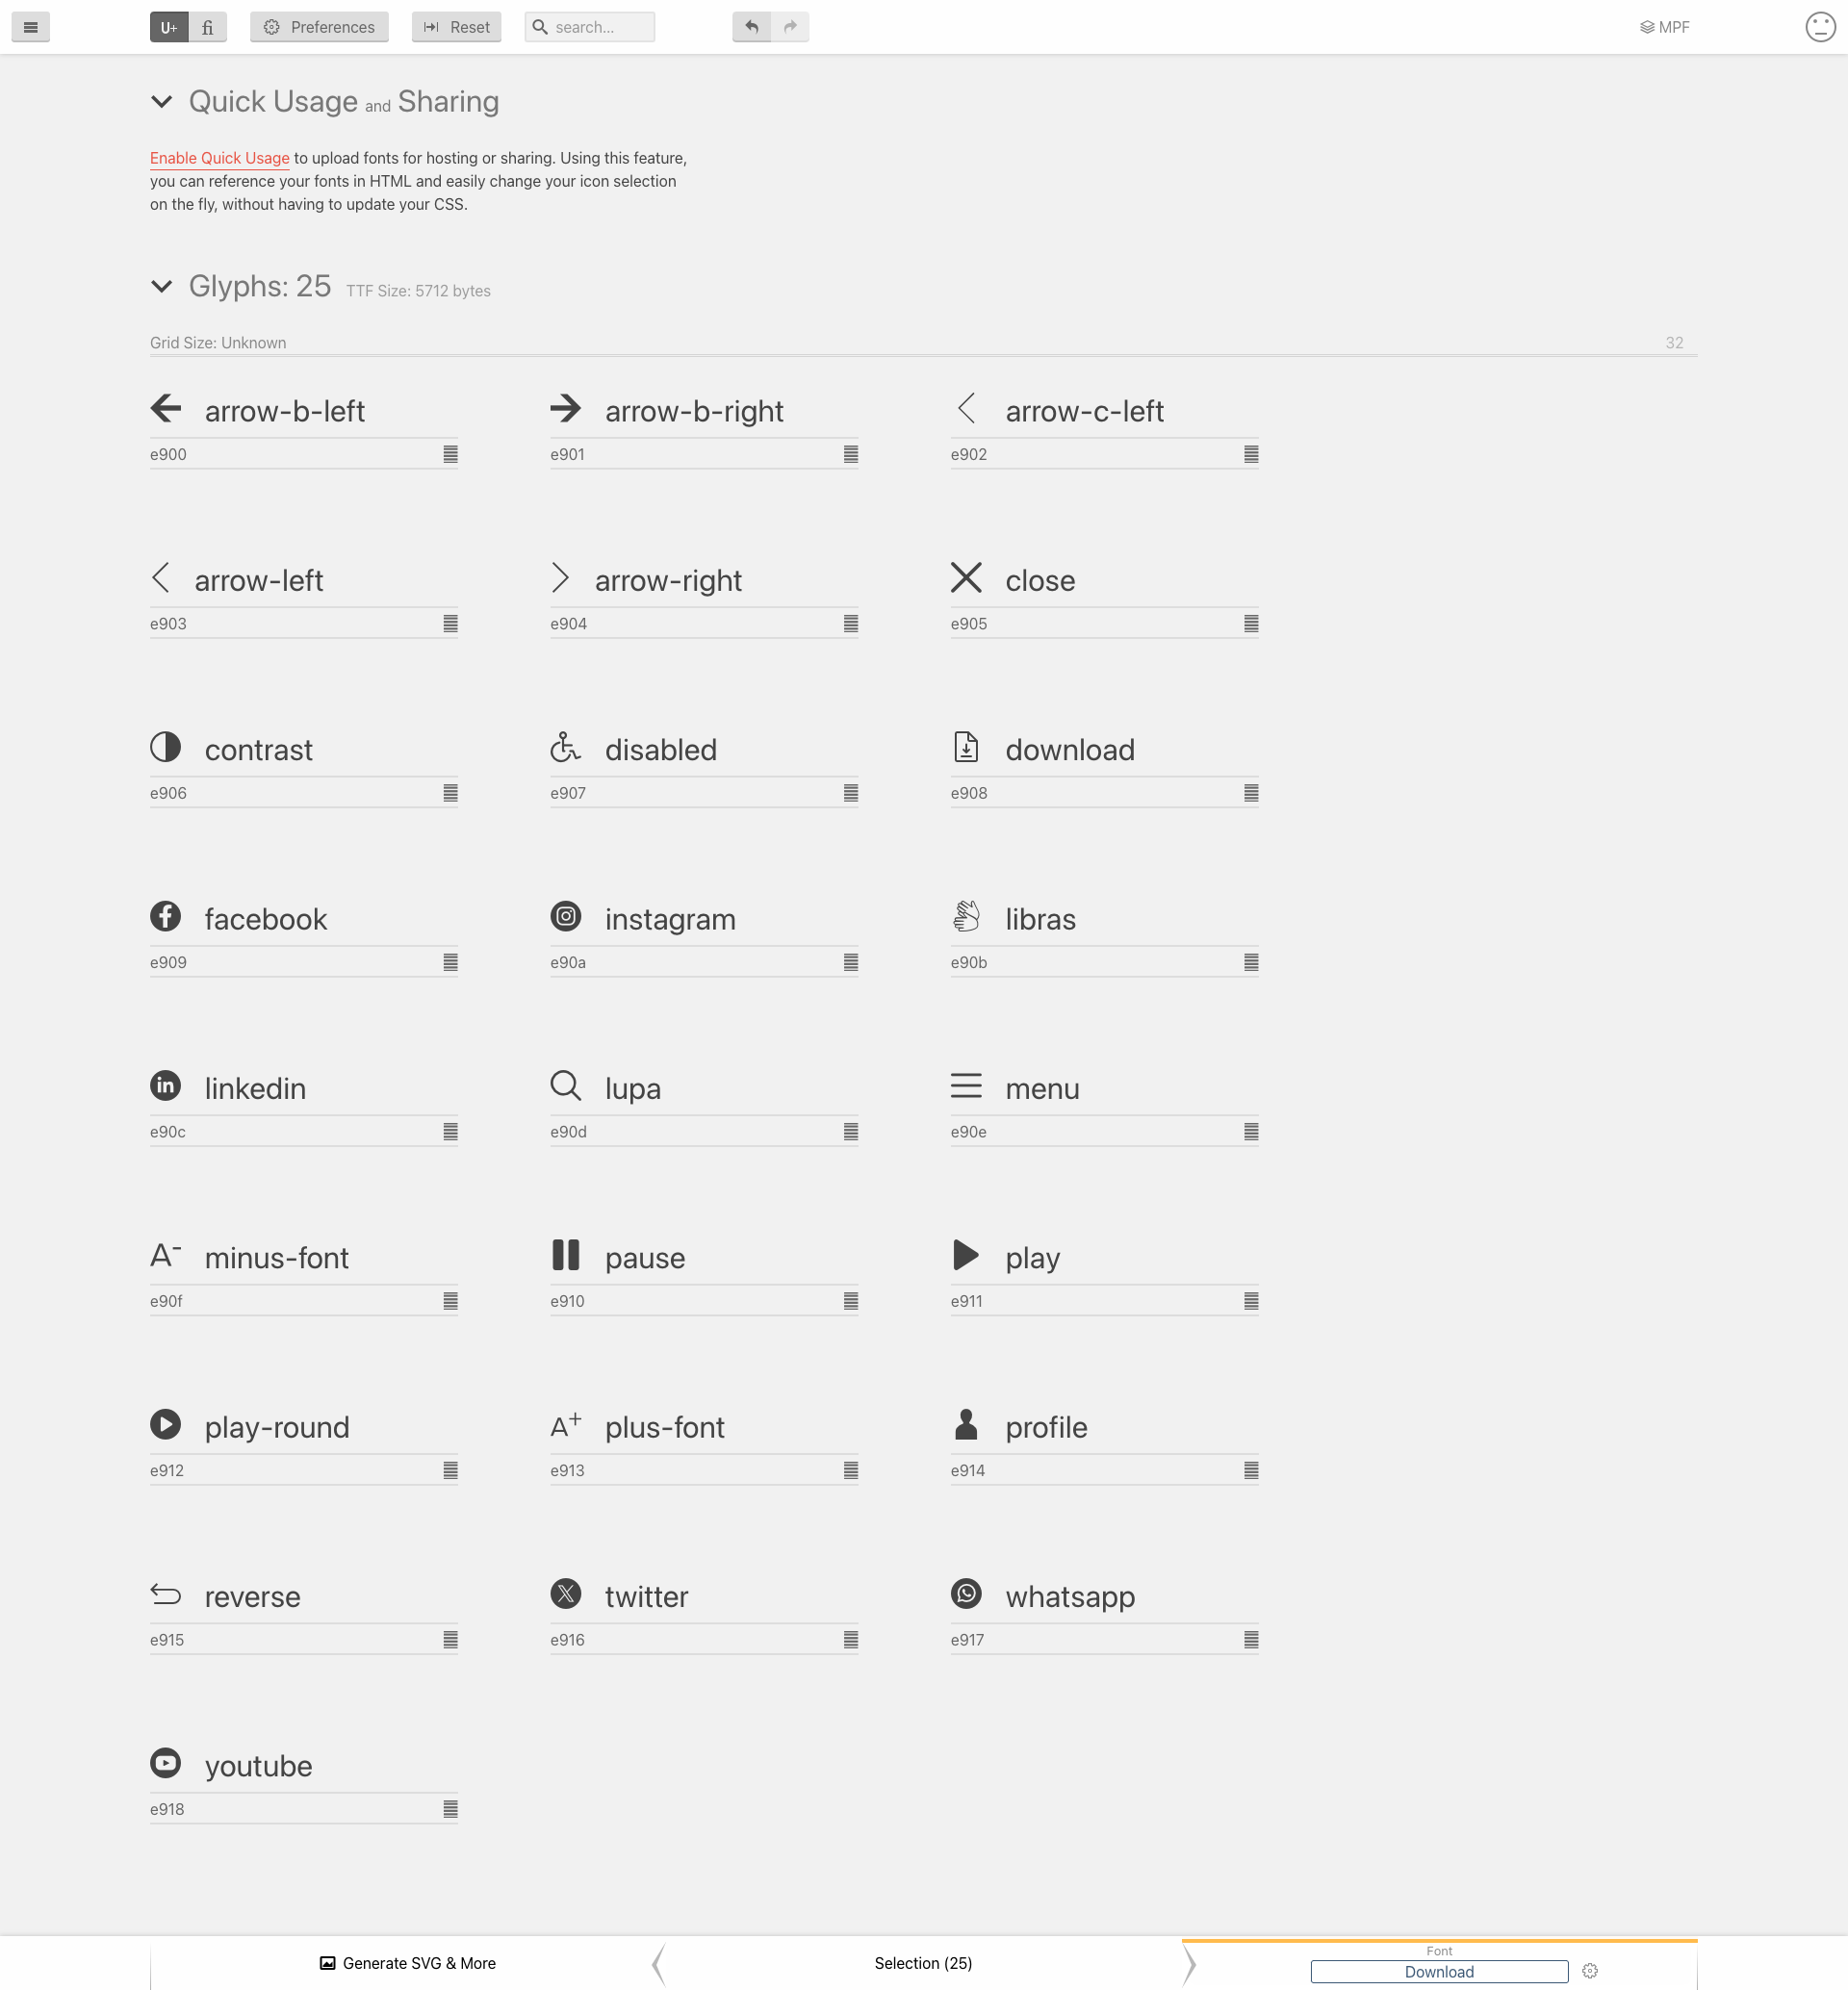 U+ fi Preferences Reset search... MPF
Quick Usage and Sharing
Enable Quick Usage to upload fonts for hosting or sharing. Using this feature,
you can reference your fonts in HTML and easily change your icon selection
on the fly, without having to update your CSS.
Glyphs: 25 TTF Size: 5712 bytes
Grid Size: Unknown 32
arrow-b-left arrow-b-right arrow-c-left
e900 e901 e902
arrow-left arrow-right close
e903 e904 e905
contrast disabled download
e906 e907 e908
facebook instagram libras
e909 e90a e90b
in linkedin lupa menu
e90c e90d e90e
A- minus-font pause play
e90f e910 e911
play-round A+ plus-font profile
e912 e913 e914
reverse X twitter whatsapp
e915 e916 e917
youtube
e918
Generate SVG & More Selection (25) Font
Download